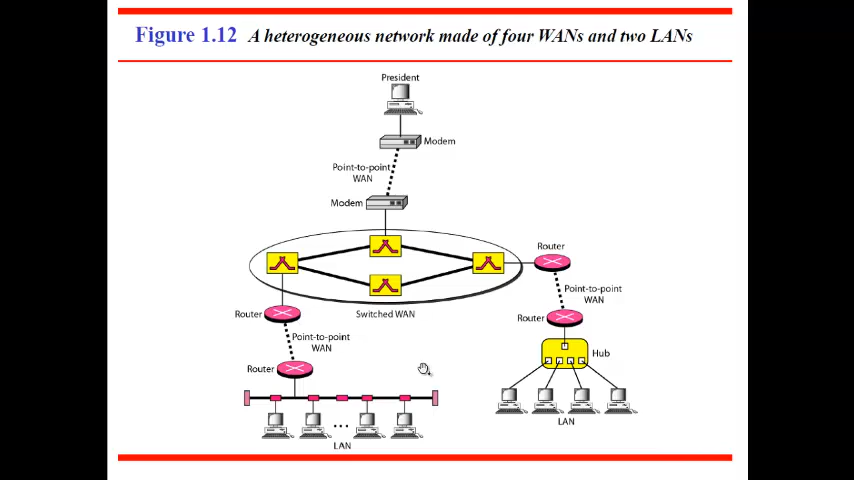 Figure 1.12 A heterogeneous network made of four WANs and two LANs
President
Modem
Point-to-point
WAN
Modem
Router
Point-to-point
WAN
Router
Switched WAN
Router
Point-to-point
WAN
Hub
Router
LAN
...
LAN